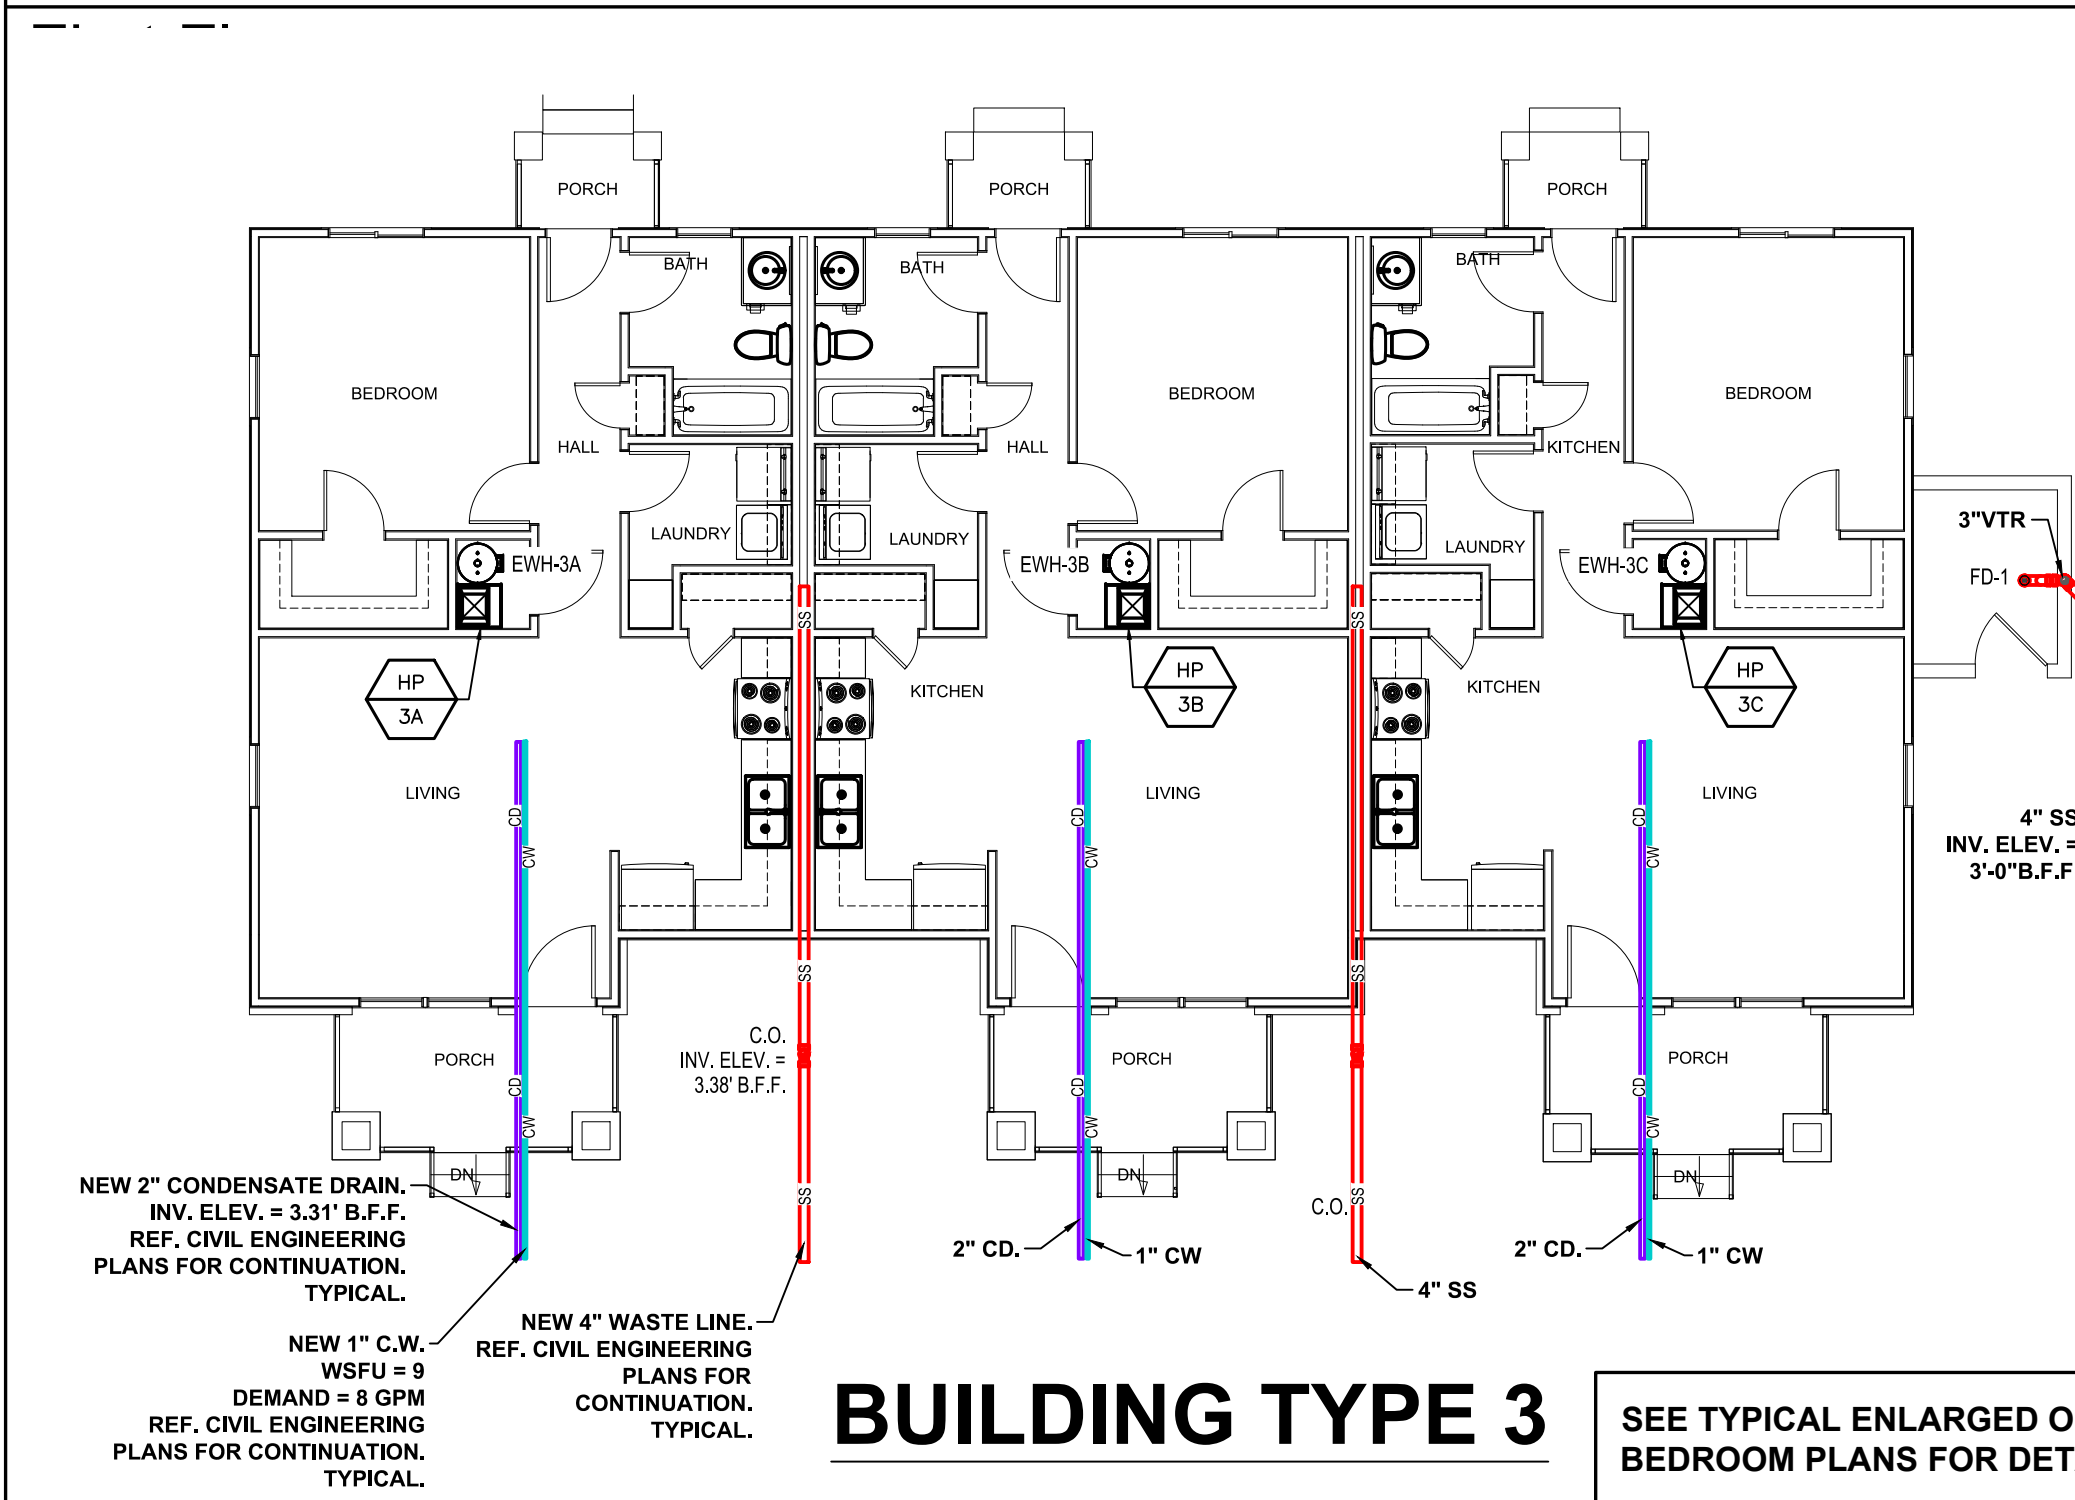 PORCH
PORCH
PORCH
BATH
BATH
BATH
BEDROOM
BEDROOM
BEDROOM
HALL
HALL
KITCHEN
LAUNDRY
LAUNDRY
LAUNDRY
3"VTR
EWH-3A
EWH-3B
EWH-3C
FD-1
SS
SS
HP
3A
KITCHEN
HP
3B
KITCHEN
HP
3C
LIVING
LIVING
LIVING
CD
CW
CD
CW
CD
CW
4" SS
INV. ELEV. =
3'-0"B.F.F
SS
SS
C.O.
INV. ELEV. =
3.38' B.F.F.
PORCH
PORCH
PORCH
CD
CW
CD
CW
CD
CW
DN
DN
DN
SS
SS
C.O.
NEW 2" CONDENSATE DRAIN.
INV. ELEV. = 3.31' B.F.F.
REF. CIVIL ENGINEERING
PLANS FOR CONTINUATION.
TYPICAL.
2" CD.
1" CW
2" CD.
1" CW
4" SS
NEW 1" C.W.
WSFU = 9
DEMAND = 8 GPM
REF. CIVIL ENGINEERING
PLANS FOR CONTINUATION.
TYPICAL.
NEW 4" WASTE LINE.
REF. CIVIL ENGINEERING
PLANS FOR
CONTINUATION.
TYPICAL.
BUILDING TYPE 3
SEE TYPICAL ENLARGED O
BEDROOM PLANS FOR DET